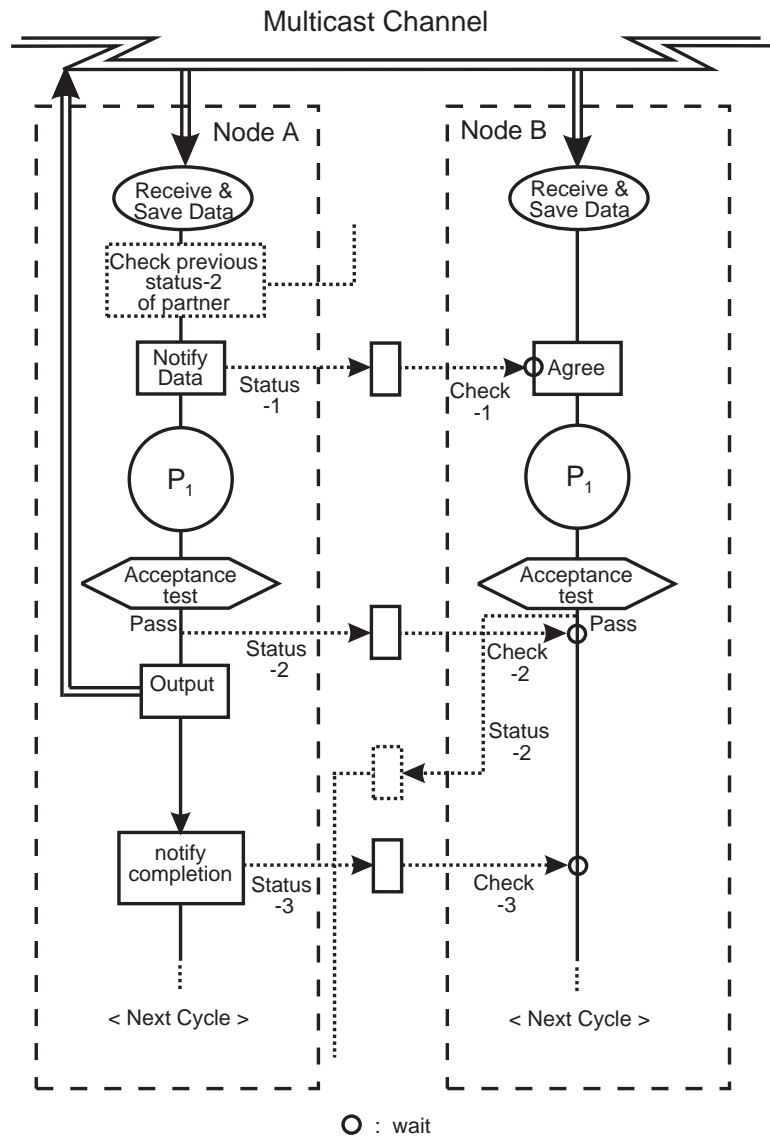 Multicast Channel
Node A
Node B
Receive &
Save Data
Receive &
Save Data
Check previous
status-2
of partner
Notify
Data
Status
-1
Check
-1
Agree
P1
P1
Acceptance
test
Acceptance
test
Pass
Pass
Status
-2
Check
-2
Output
Status
-2
notify
completion
Status
-3
Check
-3
< Next Cycle >
< Next Cycle >
: wait